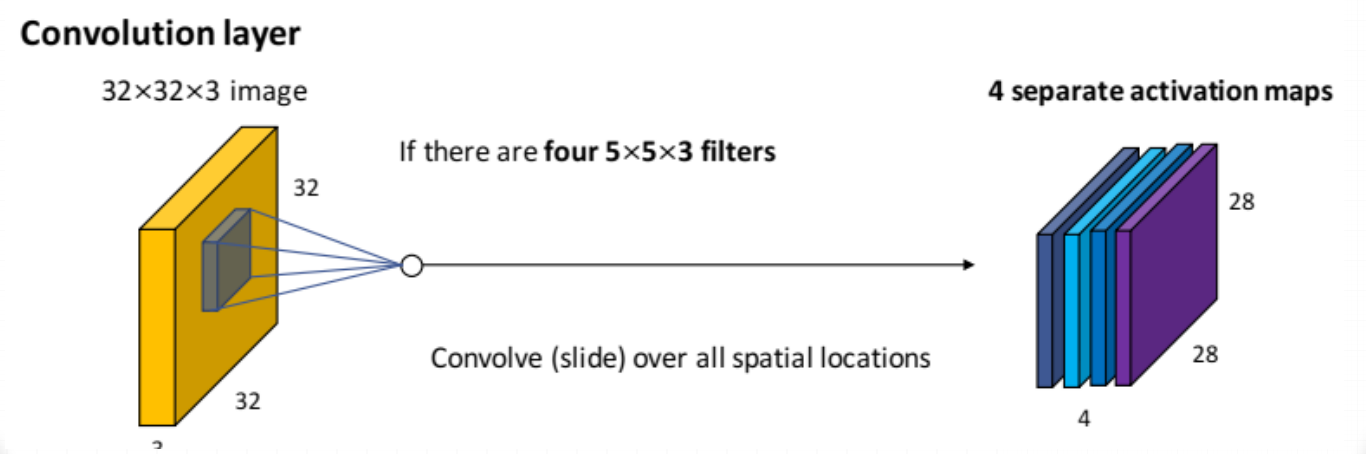 Convolution layer
32×32×3 image
4 separate activation maps
If there are four 5×5×3 filters
32
28
Convolve (slide) over all spatial locations
28
32
4
3